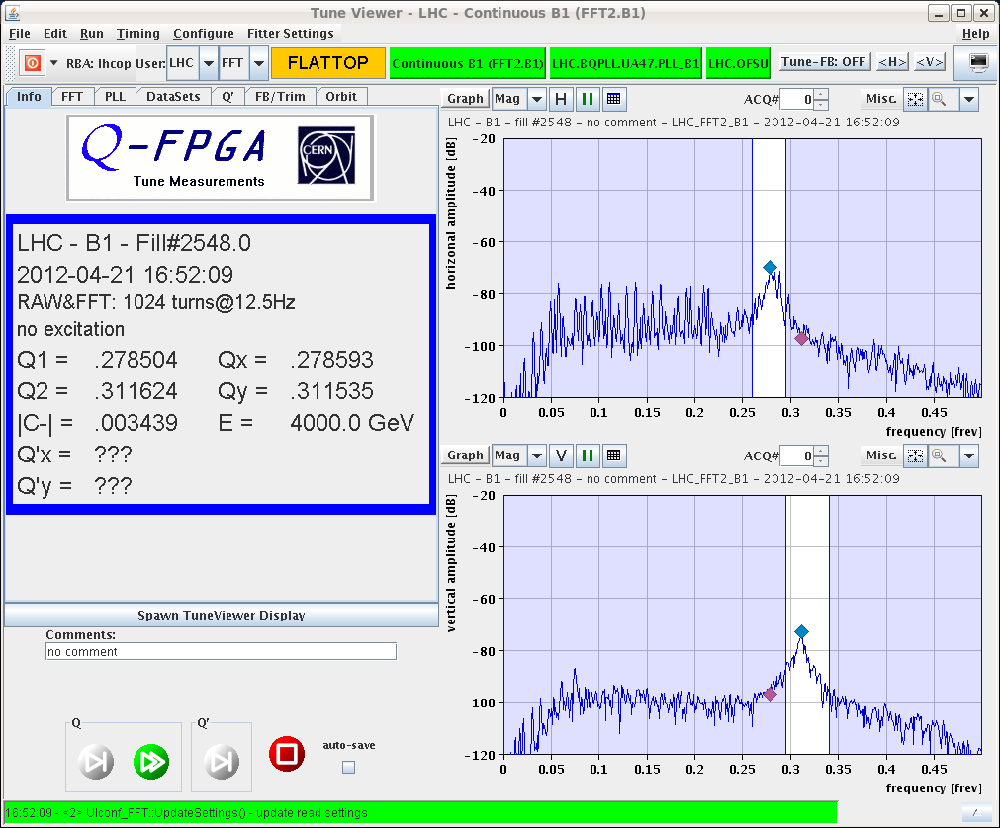 Tune Viewer - LHC - Continuous B1 (FFT2.B1)
File Edit Run Timing Configure Fitter Settings Help
RBA: lhcop User: LHC FFT FLATTOP Continuous B1 (FFT2.B1) LHC.BQPLL.UA47.PLL_B1 LHC.OFSU Tune-FB: OFF <H> <V>
Info FFT PLL DataSets Q' FB/Trim Orbit
Q-FPGA
Tune Measurements
CERN
LHC - B1 - Fill#2548.0
2012-04-21 16:52:09
RAW&FFT: 1024 turns@12.5Hz
no excitation
Q1 = .278504 Qx = .278593
Q2 = .311624 Qy = .311535
|C-| = .003439 E = 4000.0 GeV
Q'x = ???
Q'y = ???
Spawn TuneViewer Display
Comments:
no comment
Q Q'
auto-save
Graph Mag H ACQ# 0 Misc.
LHC - B1 - fill #2548 - no comment - LHC_FFT2_B1 - 2012-04-21 16:52:09
horizonal amplitude [dB]
-20
-40
-60
-80
-100
-120
0 0.05 0.1 0.15 0.2 0.25 0.3 0.35 0.4 0.45
frequency [frev]
Graph Mag V ACQ# 0 Misc.
LHC - B1 - fill #2548 - no comment - LHC_FFT2_B1 - 2012-04-21 16:52:09
vertical amplitude [dB]
-20
-40
-60
-80
-100
-120
0 0.05 0.1 0.15 0.2 0.25 0.3 0.35 0.4 0.45
frequency [frev]
16:52:09 - <2> UIconf_FFT::UpdateSettings() - update read settings